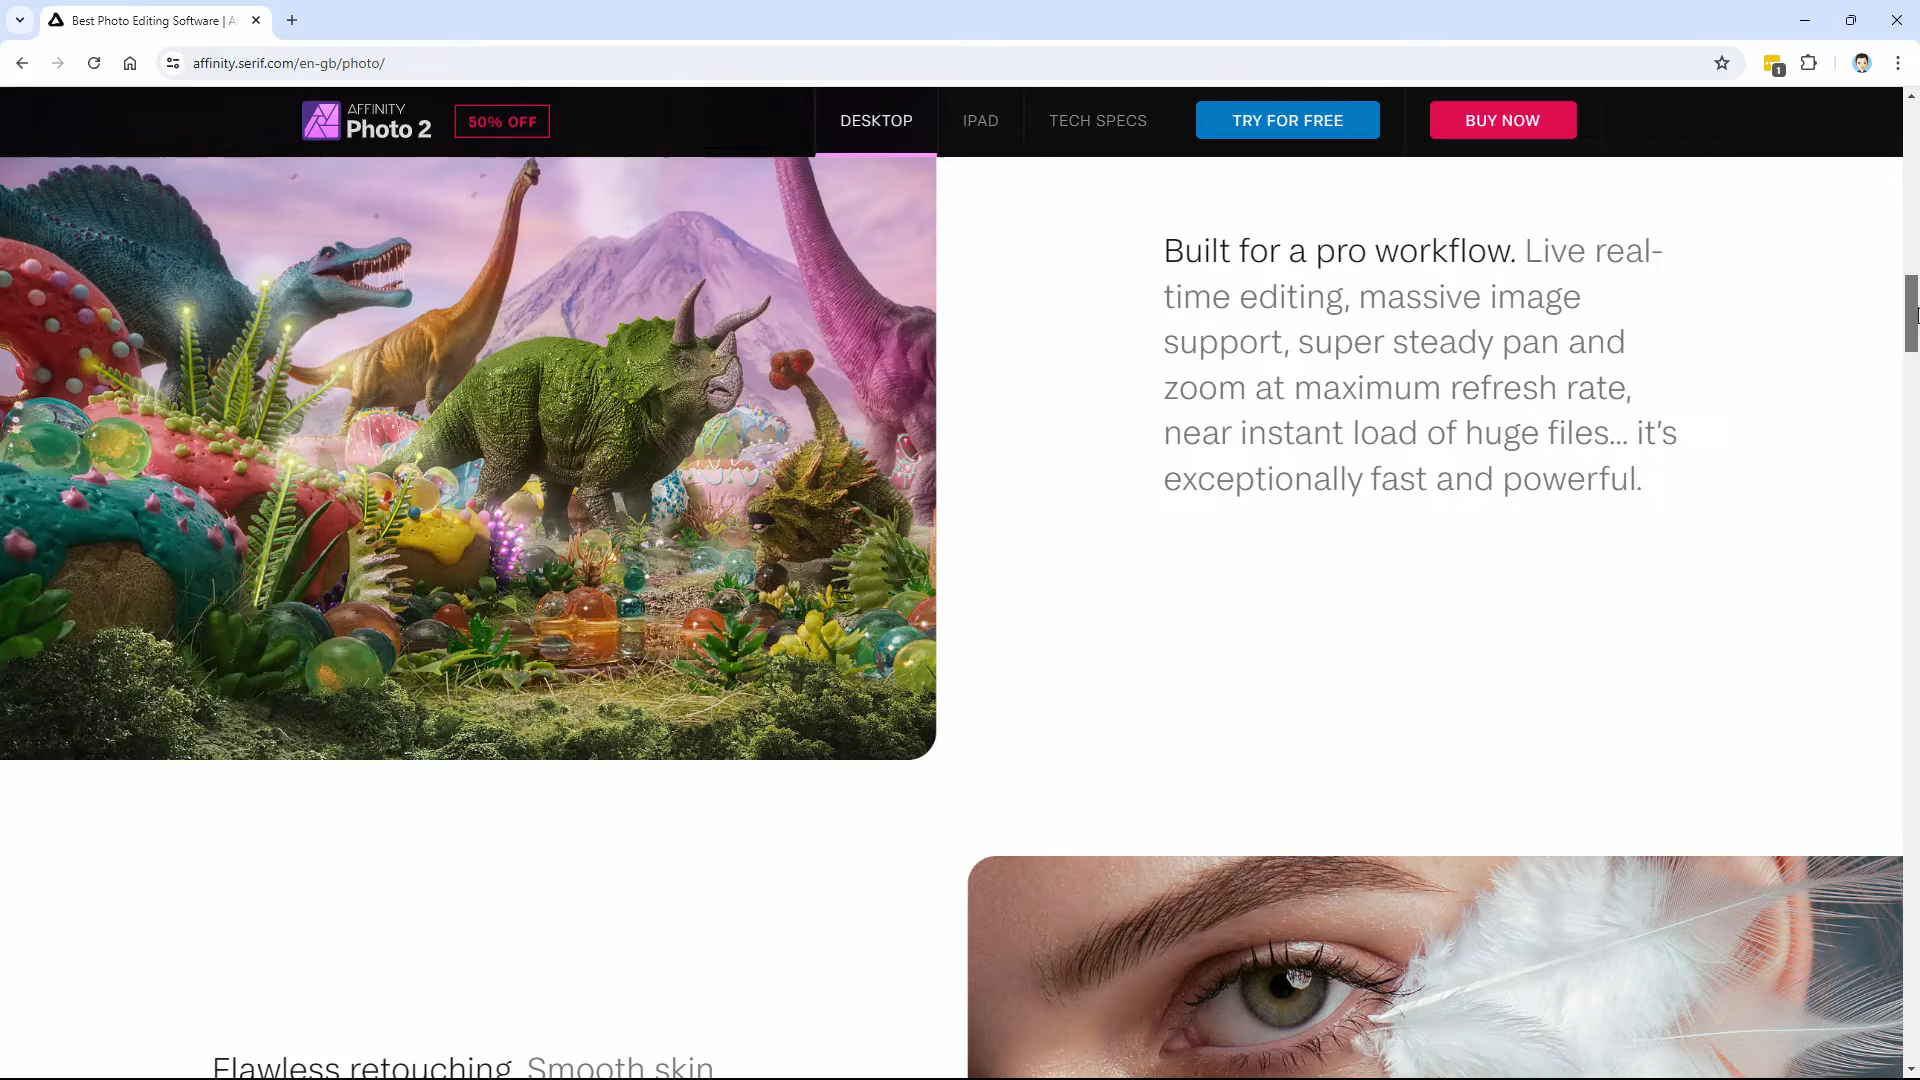 Best Photo Editing Software | A
affinity.serif.com/en-gb/photo/
1
AFFINITY
Photo 2
50% OFF
DESKTOP
IPAD
TECH SPECS
TRY FOR FREE
BUY NOW
Built for a pro workflow. Live real-
time editing, massive image
support, super steady pan and
zoom at maximum refresh rate,
near instant load of huge files... it's
exceptionally fast and powerful.
Flawless retouching. Smooth skin